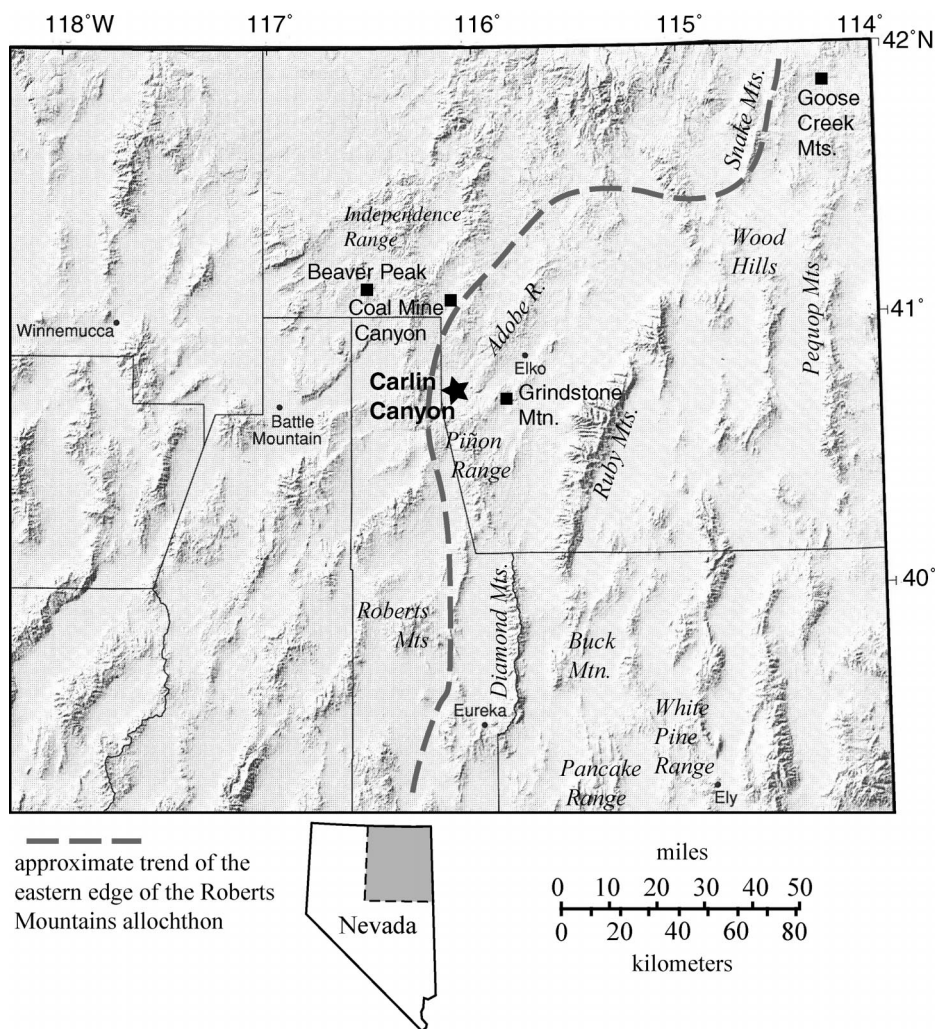 118°W
117°
116°
115°
114°
42°N
Snake Mts.
Goose
Creek
Mts.
Independence
Range
Wood
Hills
Beaver Peak
Coal Mine
Canyon
Adobe R.
Pequop Mts
41°
Winnemucca
Elko
Carlin
Canyon
Grindstone
Mtn.
Battle
Mountain
Piñon
Range
Ruby Mts.
40°
Roberts
Mts
Diamond Mts.
Buck
Mtn.
Eureka
White
Pine
Range
Pancake
Range
Ely
approximate trend of the
eastern edge of the Roberts
Mountains allochthon
Nevada
miles
0 10 20 30 40 50
0 20 40 60 80
kilometers